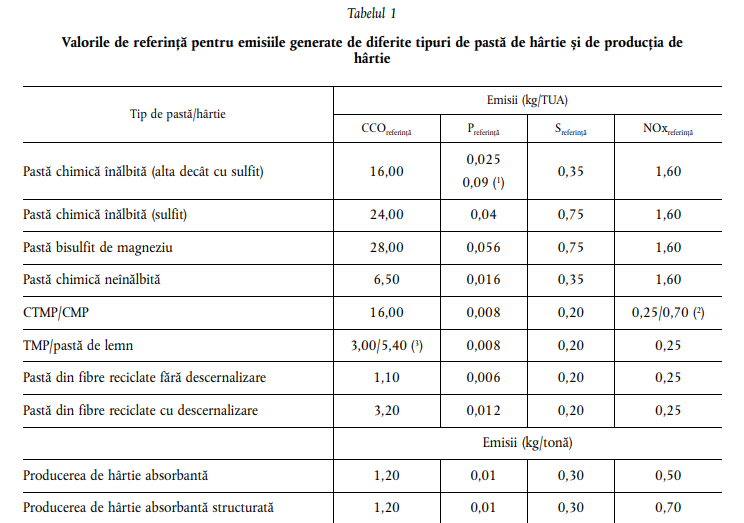 Tabelul 1
Valorile de referință pentru emisiile generate de diferite tipuri de pastă de hârtie și de producția de
hârtie
Tip de pastă/hârtie
Emisii (kg/TUA)
CCOreferință Preferință Sreferință NOxreferință
Pastă chimică înălbită (alta decât cu sulfit) 16,00 0,025 0,35 1,60
0,09 (1)
Pastă chimică înălbită (sulfit) 24,00 0,04 0,75 1,60
Pastă bisulfit de magneziu 28,00 0,056 0,75 1,60
Pastă chimică neînălbită 6,50 0,016 0,35 1,60
CTMP/CMP 16,00 0,008 0,20 0,25/0,70 (2)
TMP/pastă de lemn 3,00/5,40 (3) 0,008 0,20 0,25
Pastă din fibre reciclate fără descernalizare 1,10 0,006 0,20 0,25
Pastă din fibre reciclate cu descernalizare 3,20 0,012 0,20 0,25
Emisii (kg/tonă)
Producerea de hârtie absorbantă 1,20 0,01 0,30 0,50
Producerea de hârtie absorbantă structurată 1,20 0,01 0,30 0,70